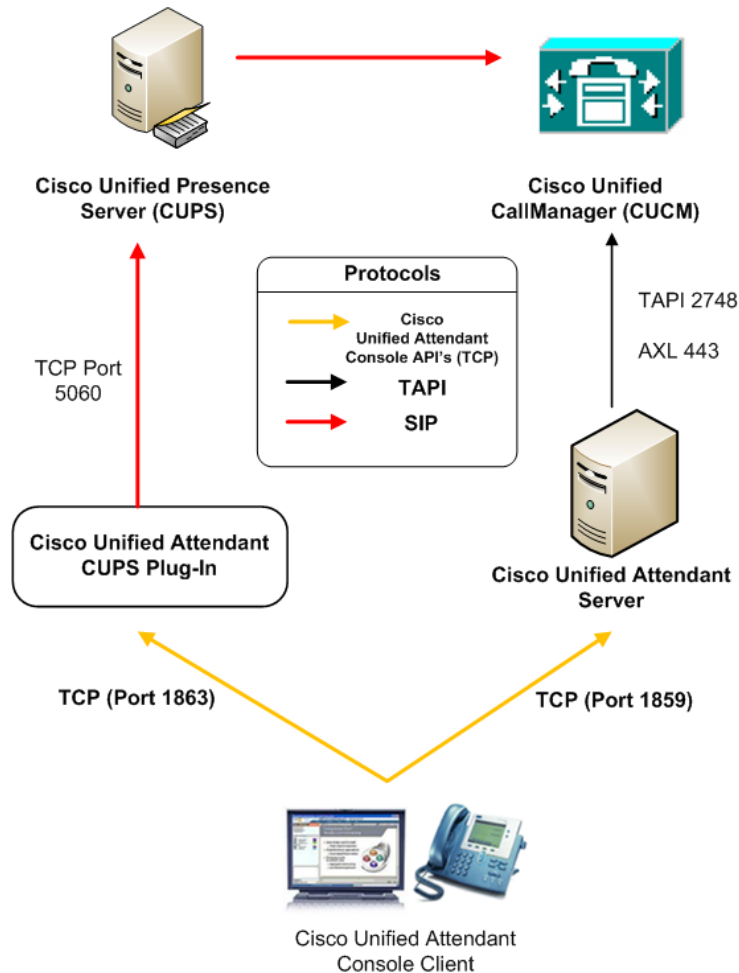 Cisco Unified Presence
Server (CUPS)
Cisco Unified
CallManager (CUCM)
Protocols
Cisco
Unified Attendant
Console API's (TCP)
TAPI
SIP
TAPI 2748
AXL 443
TCP Port
5060
Cisco Unified Attendant
CUPS Plug-In
Cisco Unified Attendant
Server
TCP (Port 1863)
TCP (Port 1859)
Cisco Unified Attendant
Console Client